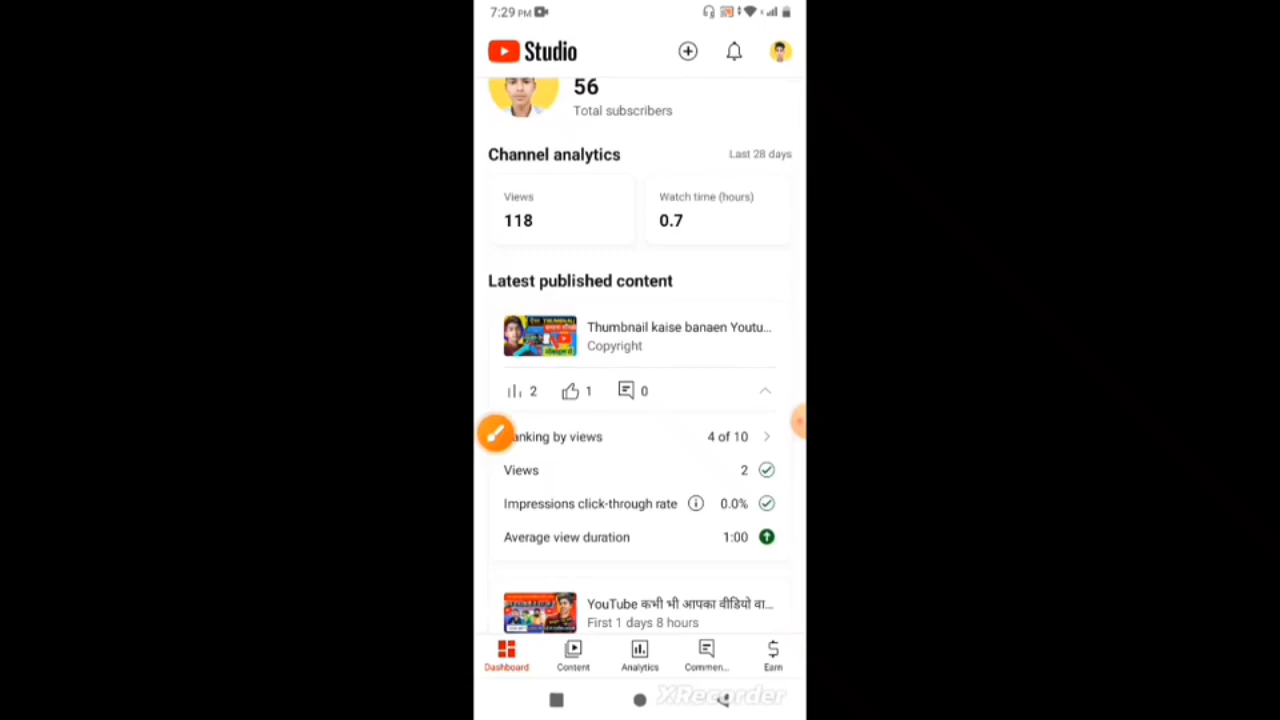 7:29 PM
Studio
56
Total subscribers
Channel analytics
Last 28 days
Views
Watch time (hours)
118
0.7
Latest published content
Thumbnail kaise banaen Youtu...
Copyright
2 1 0
anking by views 4 of 10
Views 2
Impressions click-through rate 0.0%
Average view duration 1:00
YouTube कभी भी आपका वीडियो वा...
First 1 days 8 hours
Dashboard Content Analytics Commen... Earn
XRecorder